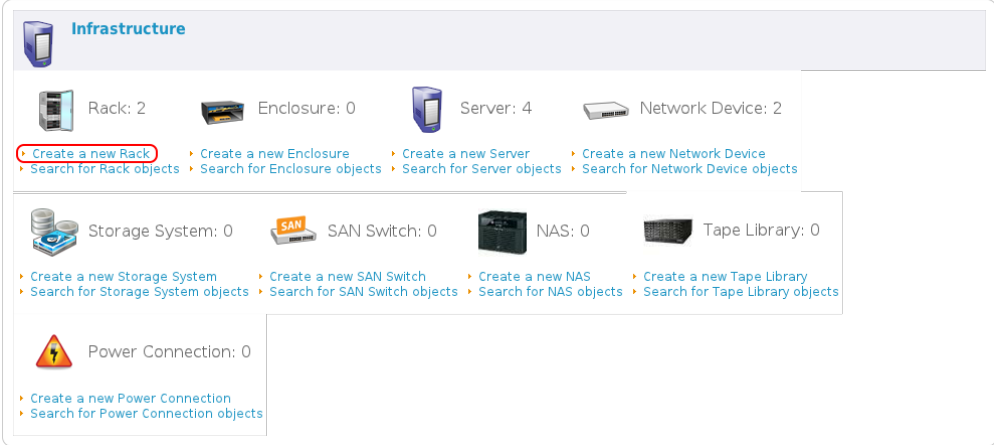 Infrastructure
Rack: 2 Enclosure: 0 Server: 4 Network Device: 2
Create a new Rack Create a new Enclosure Create a new Server Create a new Network Device
Search for Rack objects Search for Enclosure objects Search for Server objects Search for Network Device objects
Storage System: 0 SAN SAN Switch: 0 NAS: 0 Tape Library: 0
Create a new Storage System Create a new SAN Switch Create a new NAS Create a new Tape Library
Search for Storage System objects Search for SAN Switch objects Search for NAS objects Search for Tape Library objects
Power Connection: 0
Create a new Power Connection
Search for Power Connection objects